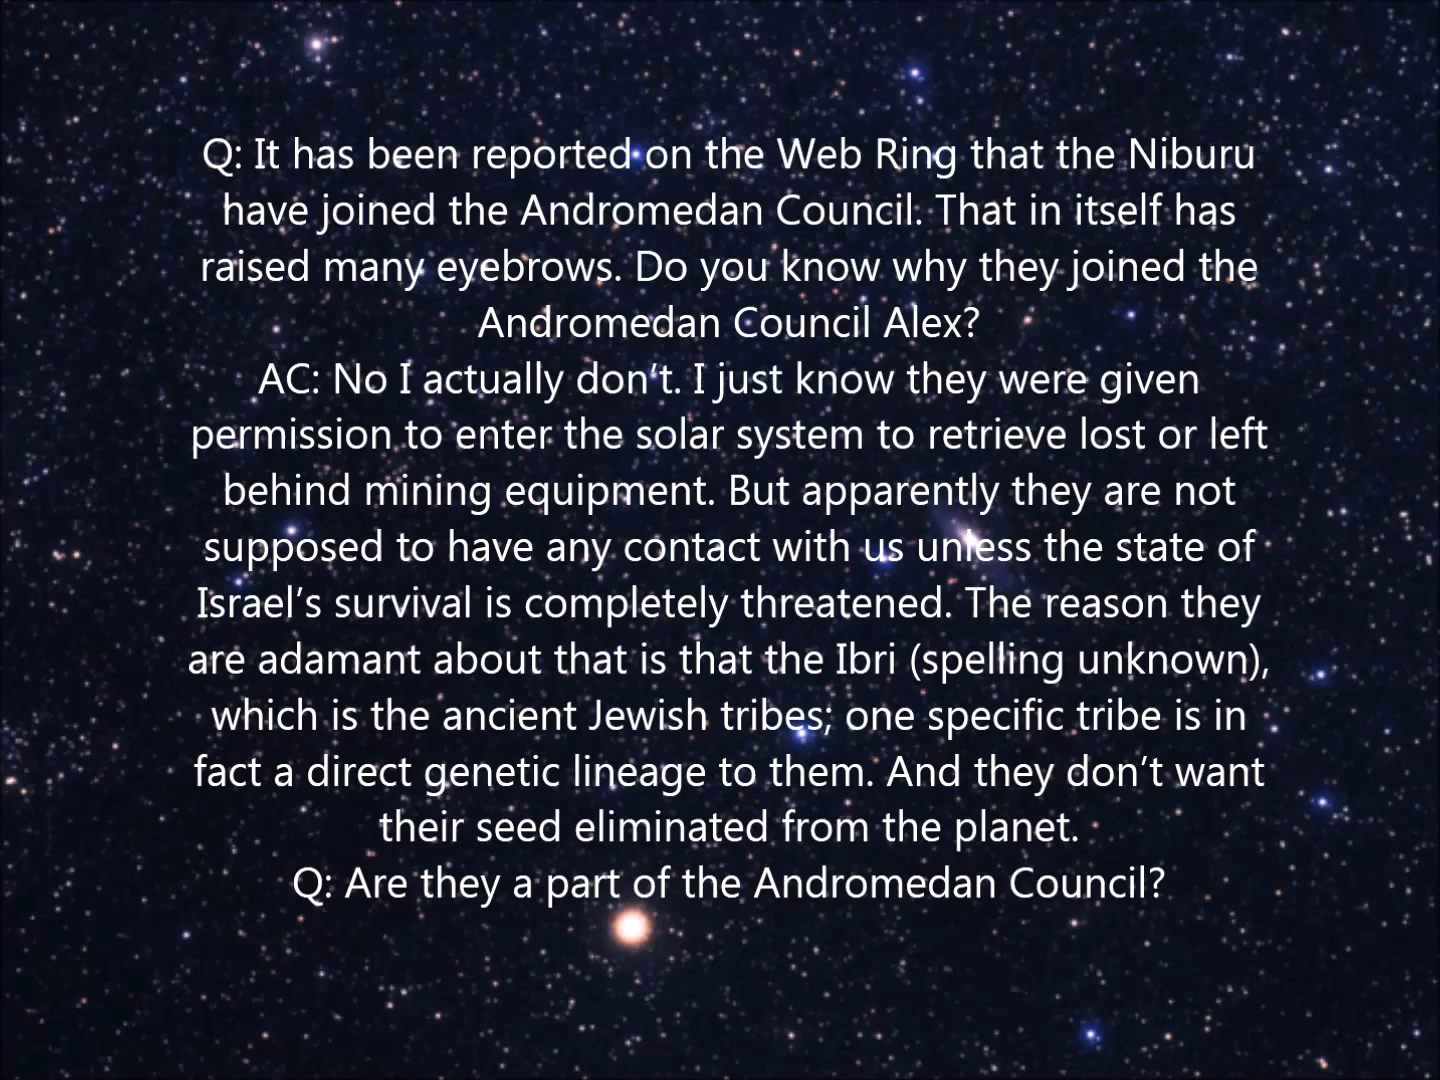 Q: It has been reported on the Web Ring that the Niburu
have joined the Andromedan Council. That in itself has
raised many eyebrows. Do you know why they joined the
Andromedan Council Alex?
AC: No I actually don’t. I just know they were given
permission to enter the solar system to retrieve lost or left
behind mining equipment. But apparently they are not
supposed to have any contact with us unless the state of
Israel’s survival is completely threatened. The reason they
are adamant about that is that the Ibri (spelling unknown),
which is the ancient Jewish tribes; one specific tribe is in
fact a direct genetic lineage to them. And they don’t want
their seed eliminated from the planet.
Q: Are they a part of the Andromedan Council?